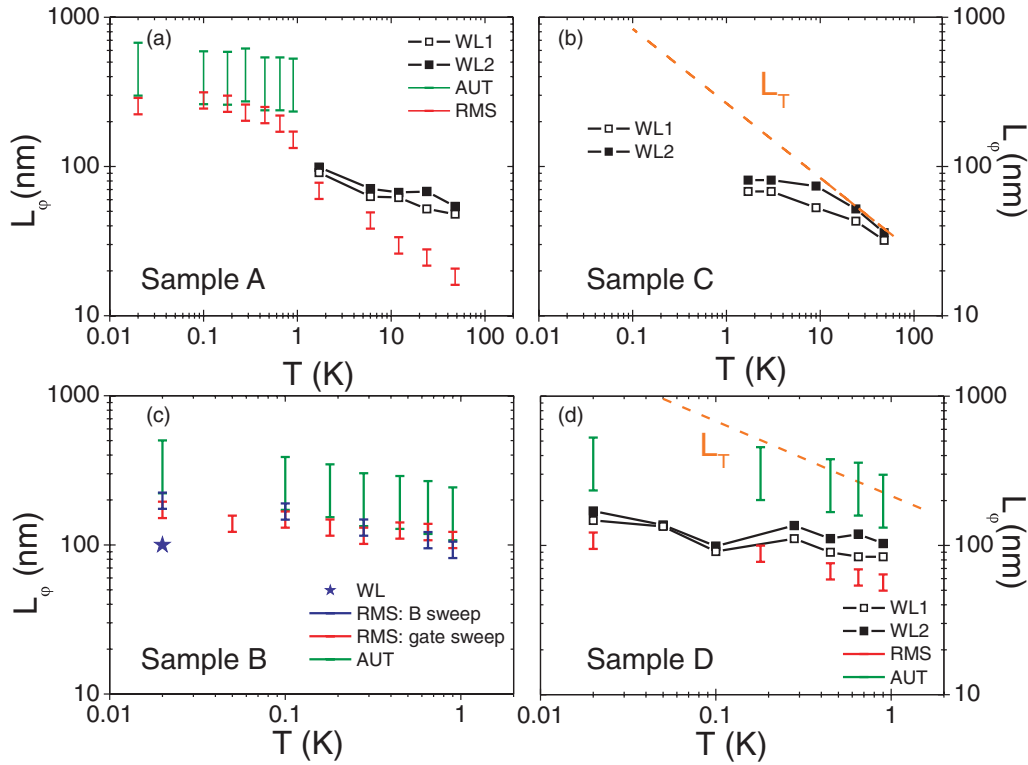 1000
100
10
L_φ (nm)
(a)
WL1
WL2
AUT
RMS
Sample A
0.01 0.1 1 10 100
T (K)
(b)
L_T
WL1
WL2
Sample C
0.01 0.1 1 10 100
T (K)
1000
100
10
L_φ (nm)
1000
100
10
L_φ (nm)
(c)
WL
RMS: B sweep
RMS: gate sweep
AUT
Sample B
0.01 0.1 1
T (K)
(d)
L_T
WL1
WL2
RMS
AUT
Sample D
0.01 0.1 1
T (K)
1000
100
10
L_φ (nm)